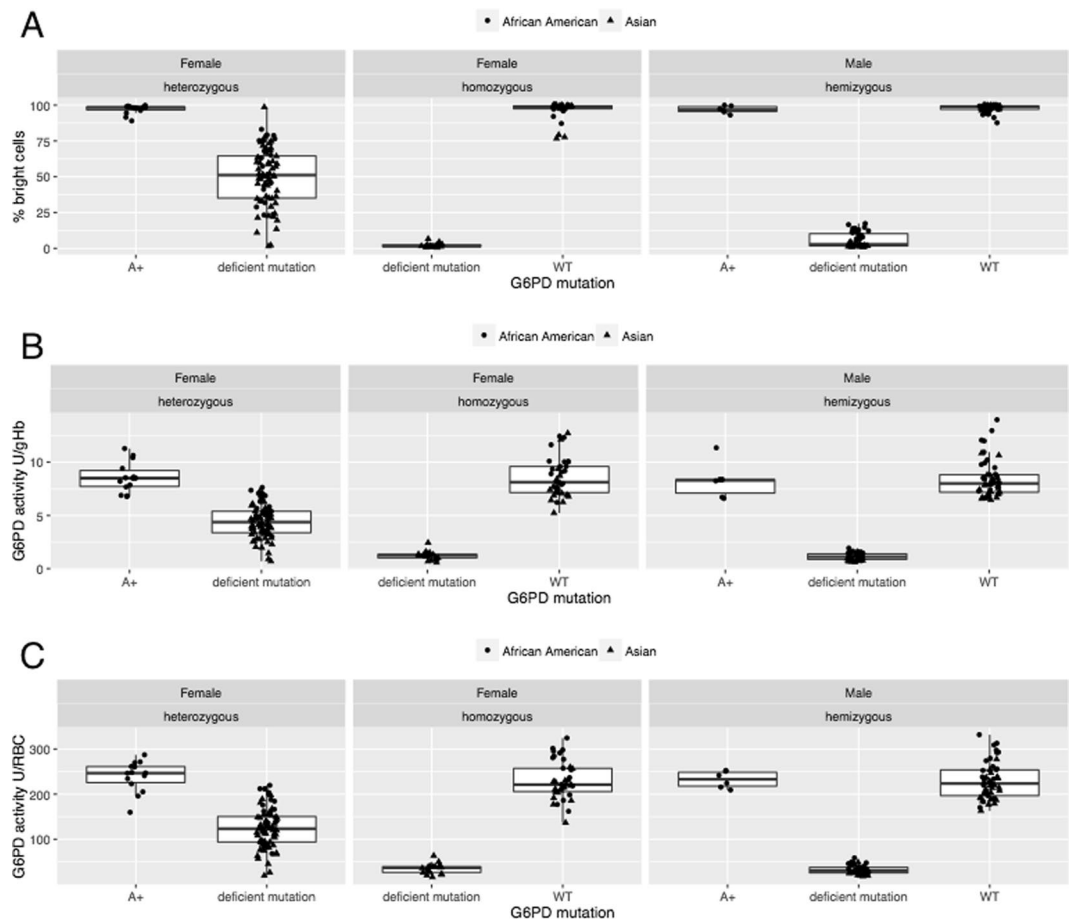 A
African American Asian
Female Female Male
heterozygous homozygous hemizygous
100
75
50
25
0
% bright cells
A+ deficient mutation deficient mutation WT A+ deficient mutation WT
G6PD mutation
B
African American Asian
Female Female Male
heterozygous homozygous hemizygous
10
5
0
G6PD activity U/gHb
A+ deficient mutation deficient mutation WT A+ deficient mutation WT
G6PD mutation
C
African American Asian
Female Female Male
heterozygous homozygous hemizygous
300
200
100
G6PD activity U/RBC
A+ deficient mutation deficient mutation WT A+ deficient mutation WT
G6PD mutation